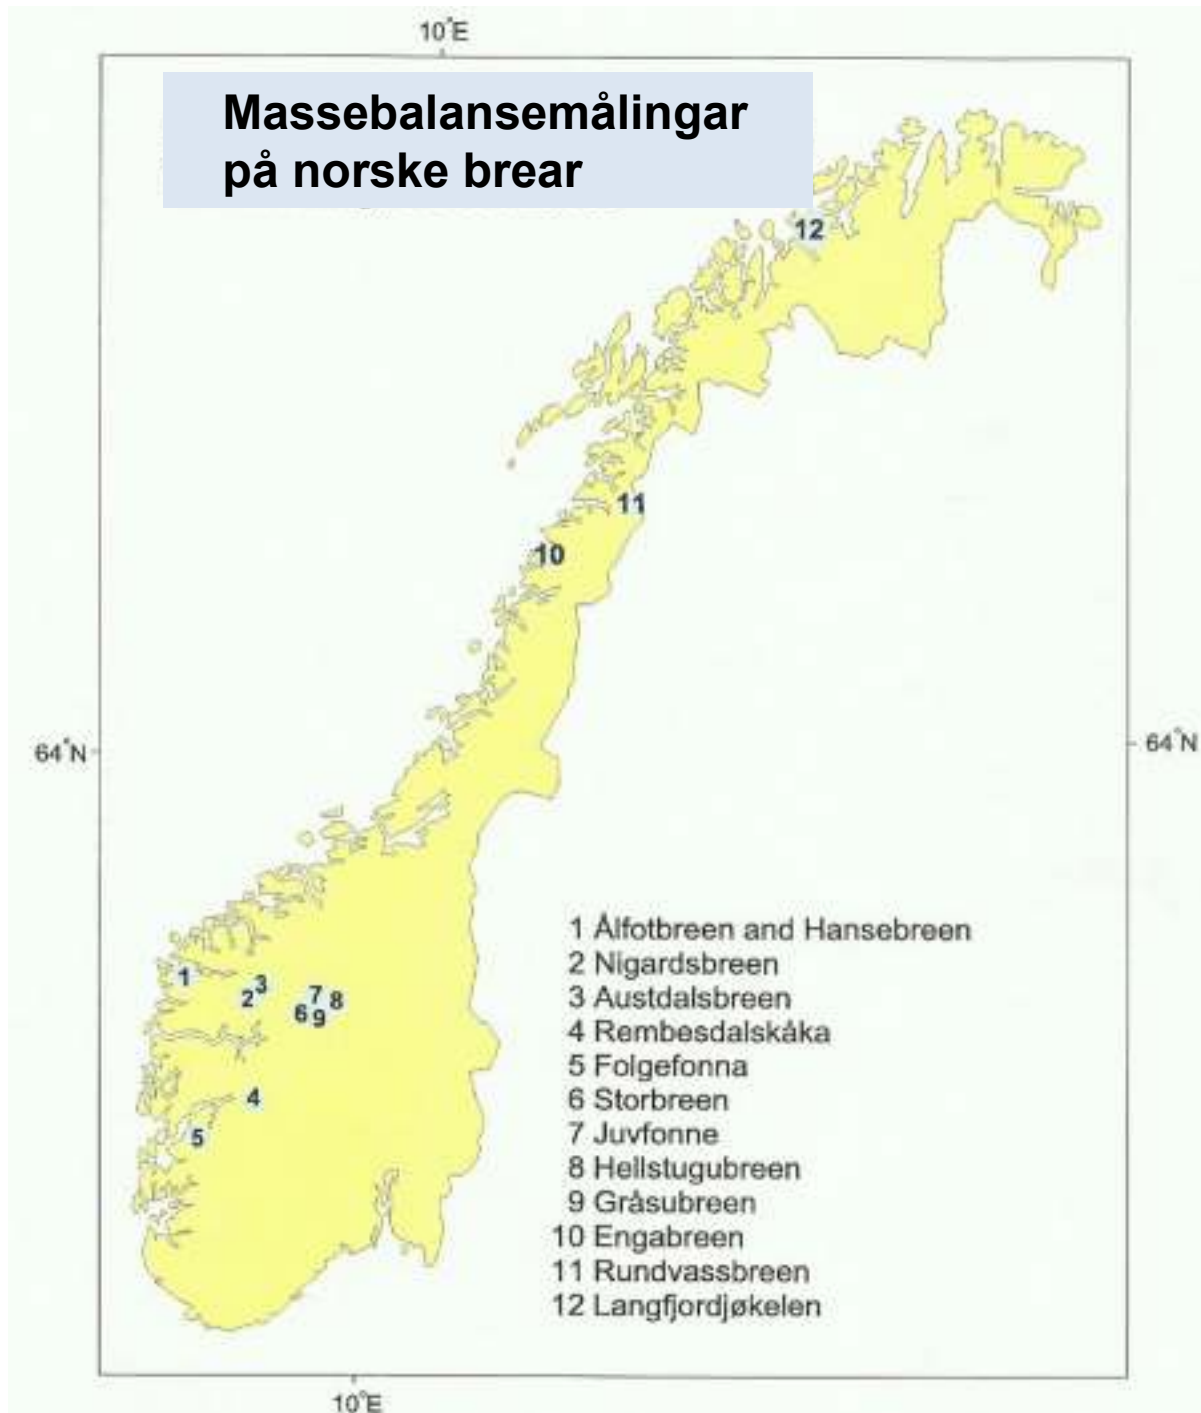 10°E
Massebalansemålingar
på norske brear
12
11
10
64°N
64°N
1
3
2
7
8
6
9
4
5
1 Ålfotbreen and Hansebreen
2 Nigardsbreen
3 Austdalsbreen
4 Rembesdalskåka
5 Folgefonna
6 Storbreen
7 Juvfonne
8 Hellstugubreen
9 Gråsubreen
10 Engabreen
11 Rundvassbreen
12 Langfjordjøkelen
10°E